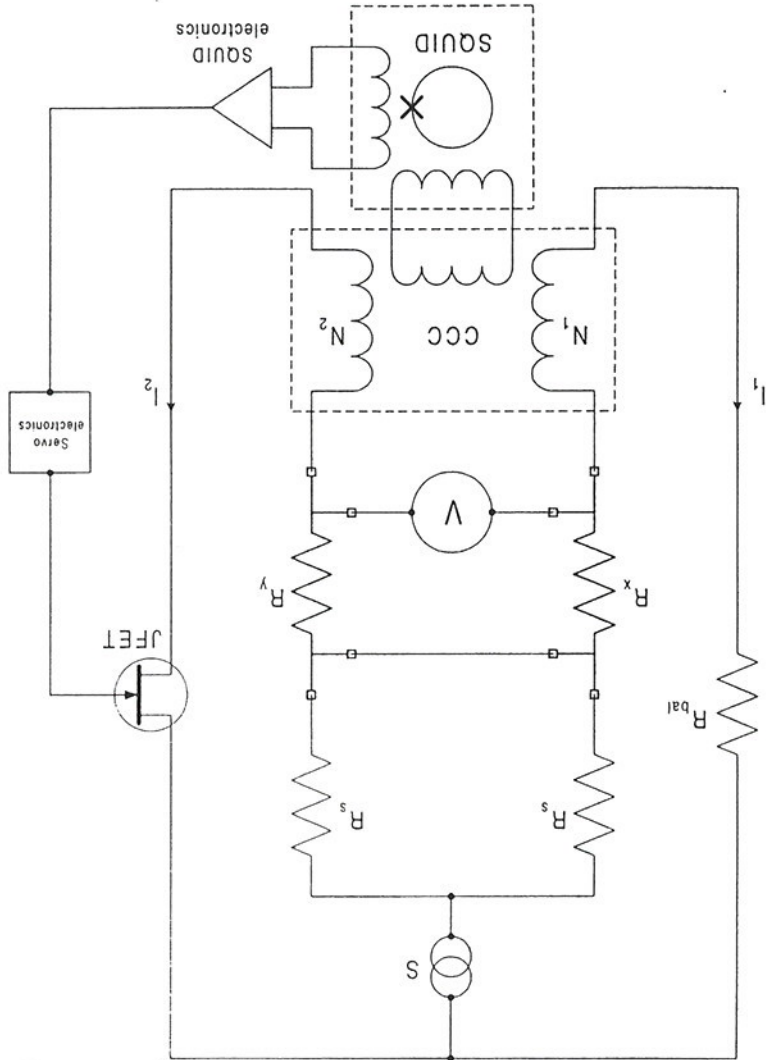 S
Rs
Rs
Rbal
JFET
Rx
Ry
V
Servo
electronics
I1
I2
N1
CCC
N2
SQUID
SQUID
electronics